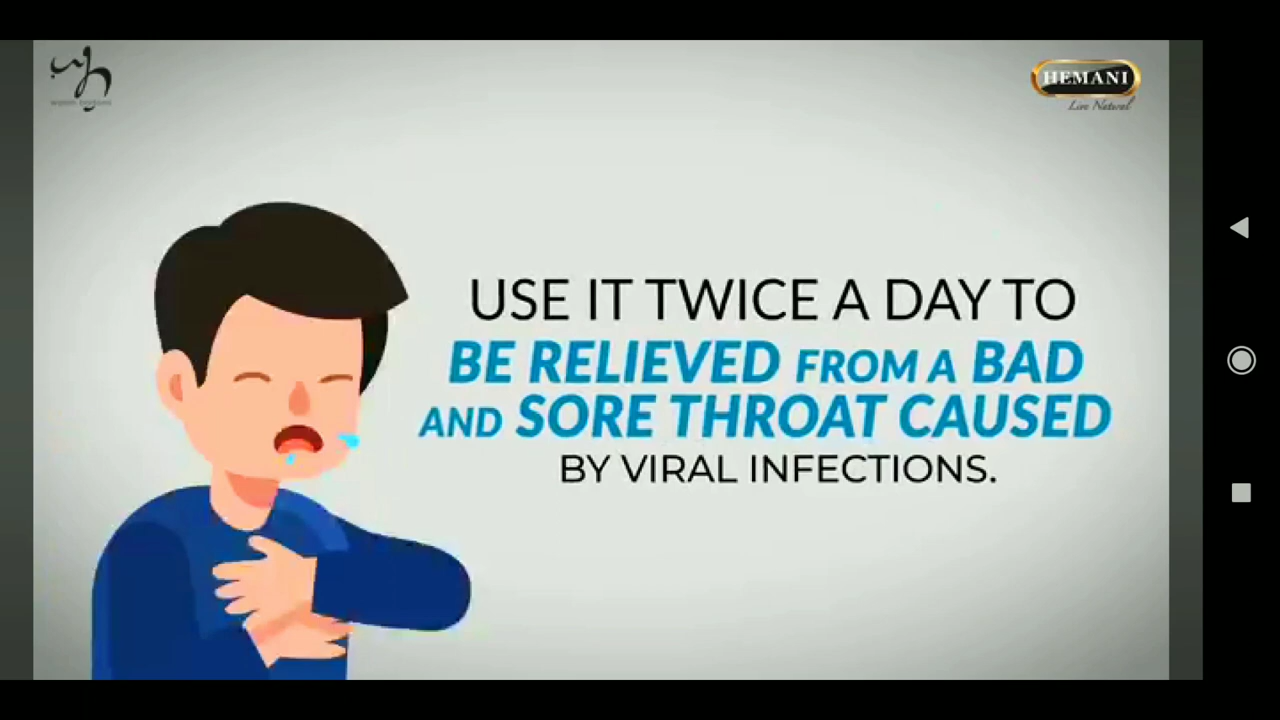 HEMANI
Live Natural
USE IT TWICE A DAY TO
BE RELIEVED FROM A BAD
AND SORE THROAT CAUSED
BY VIRAL INFECTIONS.